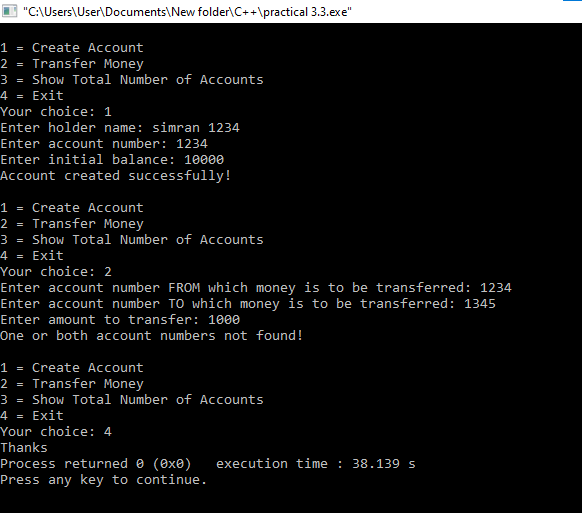 "C:\Users\User\Documents\New folder\C++\practical 3.3.exe"
1 = Create Account
2 = Transfer Money
3 = Show Total Number of Accounts
4 = Exit
Your choice: 1
Enter holder name: simran 1234
Enter account number: 1234
Enter initial balance: 10000
Account created successfully!
1 = Create Account
2 = Transfer Money
3 = Show Total Number of Accounts
4 = Exit
Your choice: 2
Enter account number FROM which money is to be transferred: 1234
Enter account number TO which money is to be transferred: 1345
Enter amount to transfer: 1000
One or both account numbers not found!
1 = Create Account
2 = Transfer Money
3 = Show Total Number of Accounts
4 = Exit
Your choice: 4
Thanks
Process returned 0 (0x0)   execution time : 38.139 s
Press any key to continue.